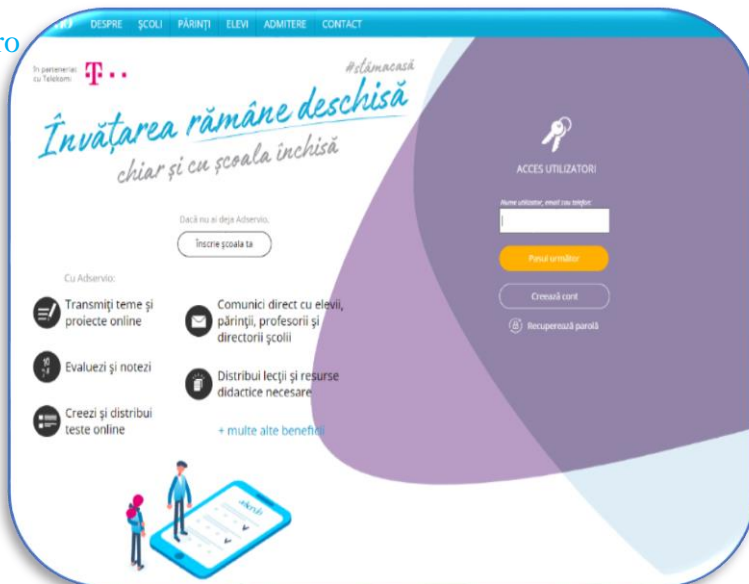 ro
DESPRE ȘCOLI PĂRINȚI ELEVI ADMITERE CONTACT
În parteneriat
cu Telekom:
#stămacasă
Învățarea rămâne deschisă
chiar și cu școala închisă
ACCES UTILIZATORI
Nume utilizator, email sau telefon:
Pasul următor
Creează cont
Recuperează parolă
Dacă nu ai deja Adservio,
Înscrie școala ta
Cu Adservio:
Transmiți teme și
proiecte online
Evaluezi și notezi
Creezi și distribui
teste online
Comunici direct cu elevii,
părinții, profesorii și
directorii școlii
Distribui lecții și resurse
didactice necesare
+ multe alte beneficii